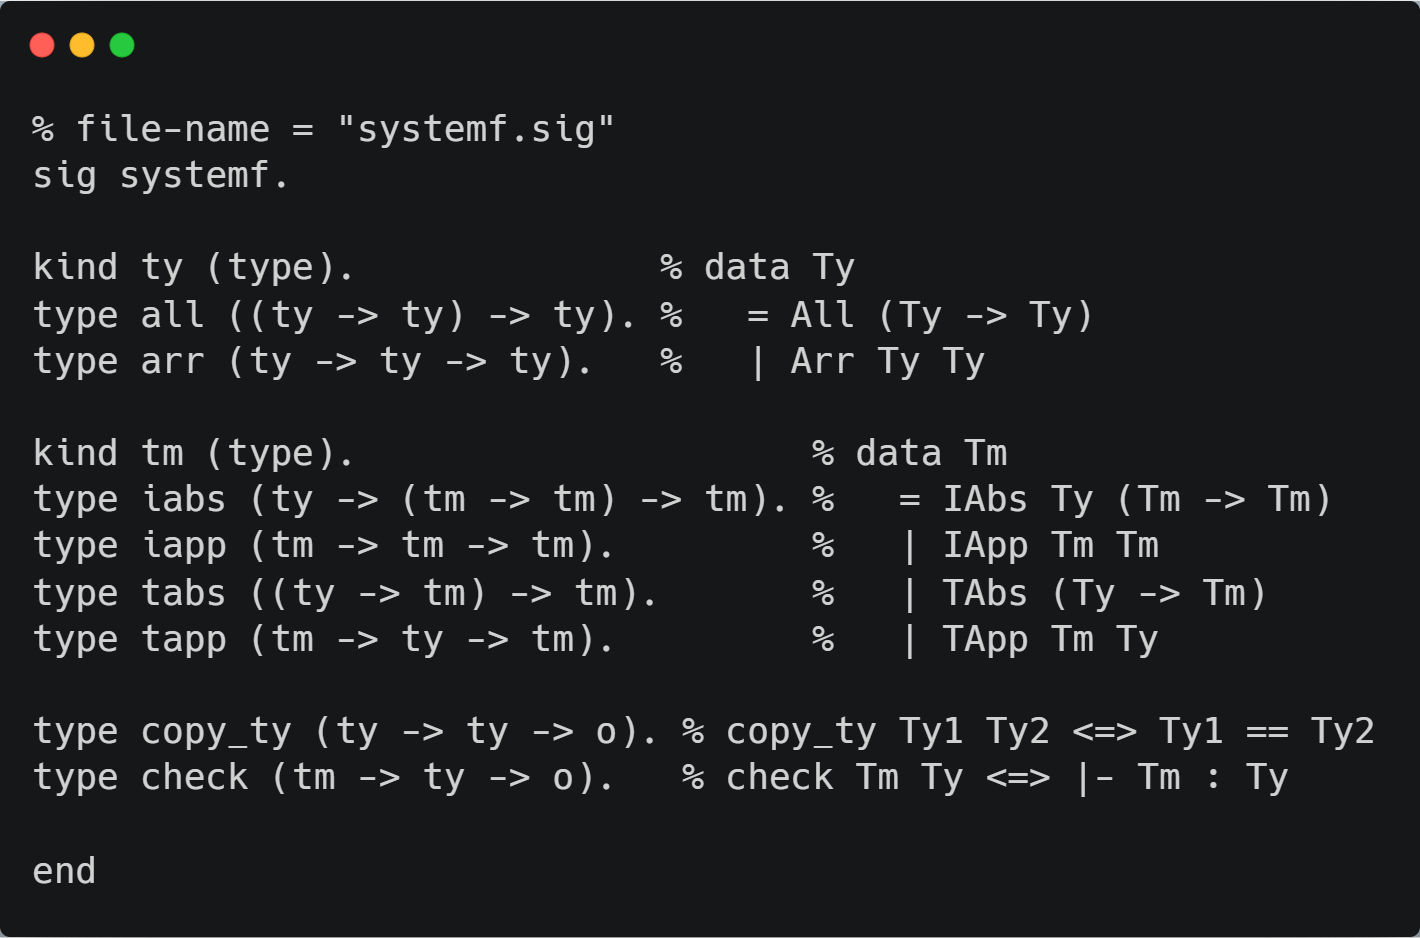 % file-name = "systemf.sig"
sig systemf.

kind ty (type).              % data Ty
type all ((ty -> ty) -> ty). %   = All (Ty -> Ty)
type arr (ty -> ty -> ty).   %   | Arr Ty Ty

kind tm (type).                     % data Tm
type iabs (ty -> (tm -> tm) -> tm). %   = IAbs Ty (Tm -> Tm)
type iapp (tm -> tm -> tm).         %   | IApp Tm Tm
type tabs ((ty -> tm) -> tm).       %   | TAbs (Ty -> Tm)
type tapp (tm -> ty -> tm).         %   | TApp Tm Ty

type copy_ty (ty -> ty -> o). % copy_ty Ty1 Ty2 <=> Ty1 == Ty2
type check (tm -> ty -> o).   % check Tm Ty <=> |- Tm : Ty

end